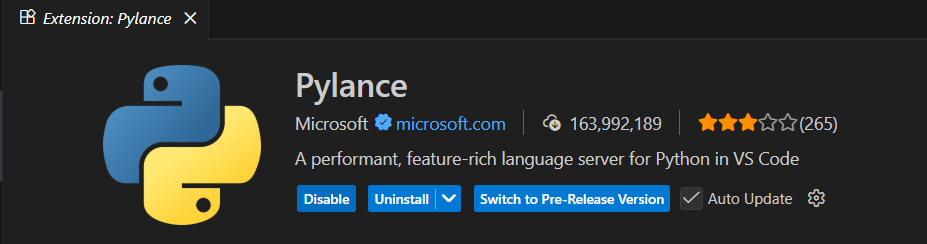 Extension: Pylance
Pylance
Microsoft microsoft.com 163,992,189 (265)
A performant, feature-rich language server for Python in VS Code
Disable Uninstall Switch to Pre-Release Version Auto Update